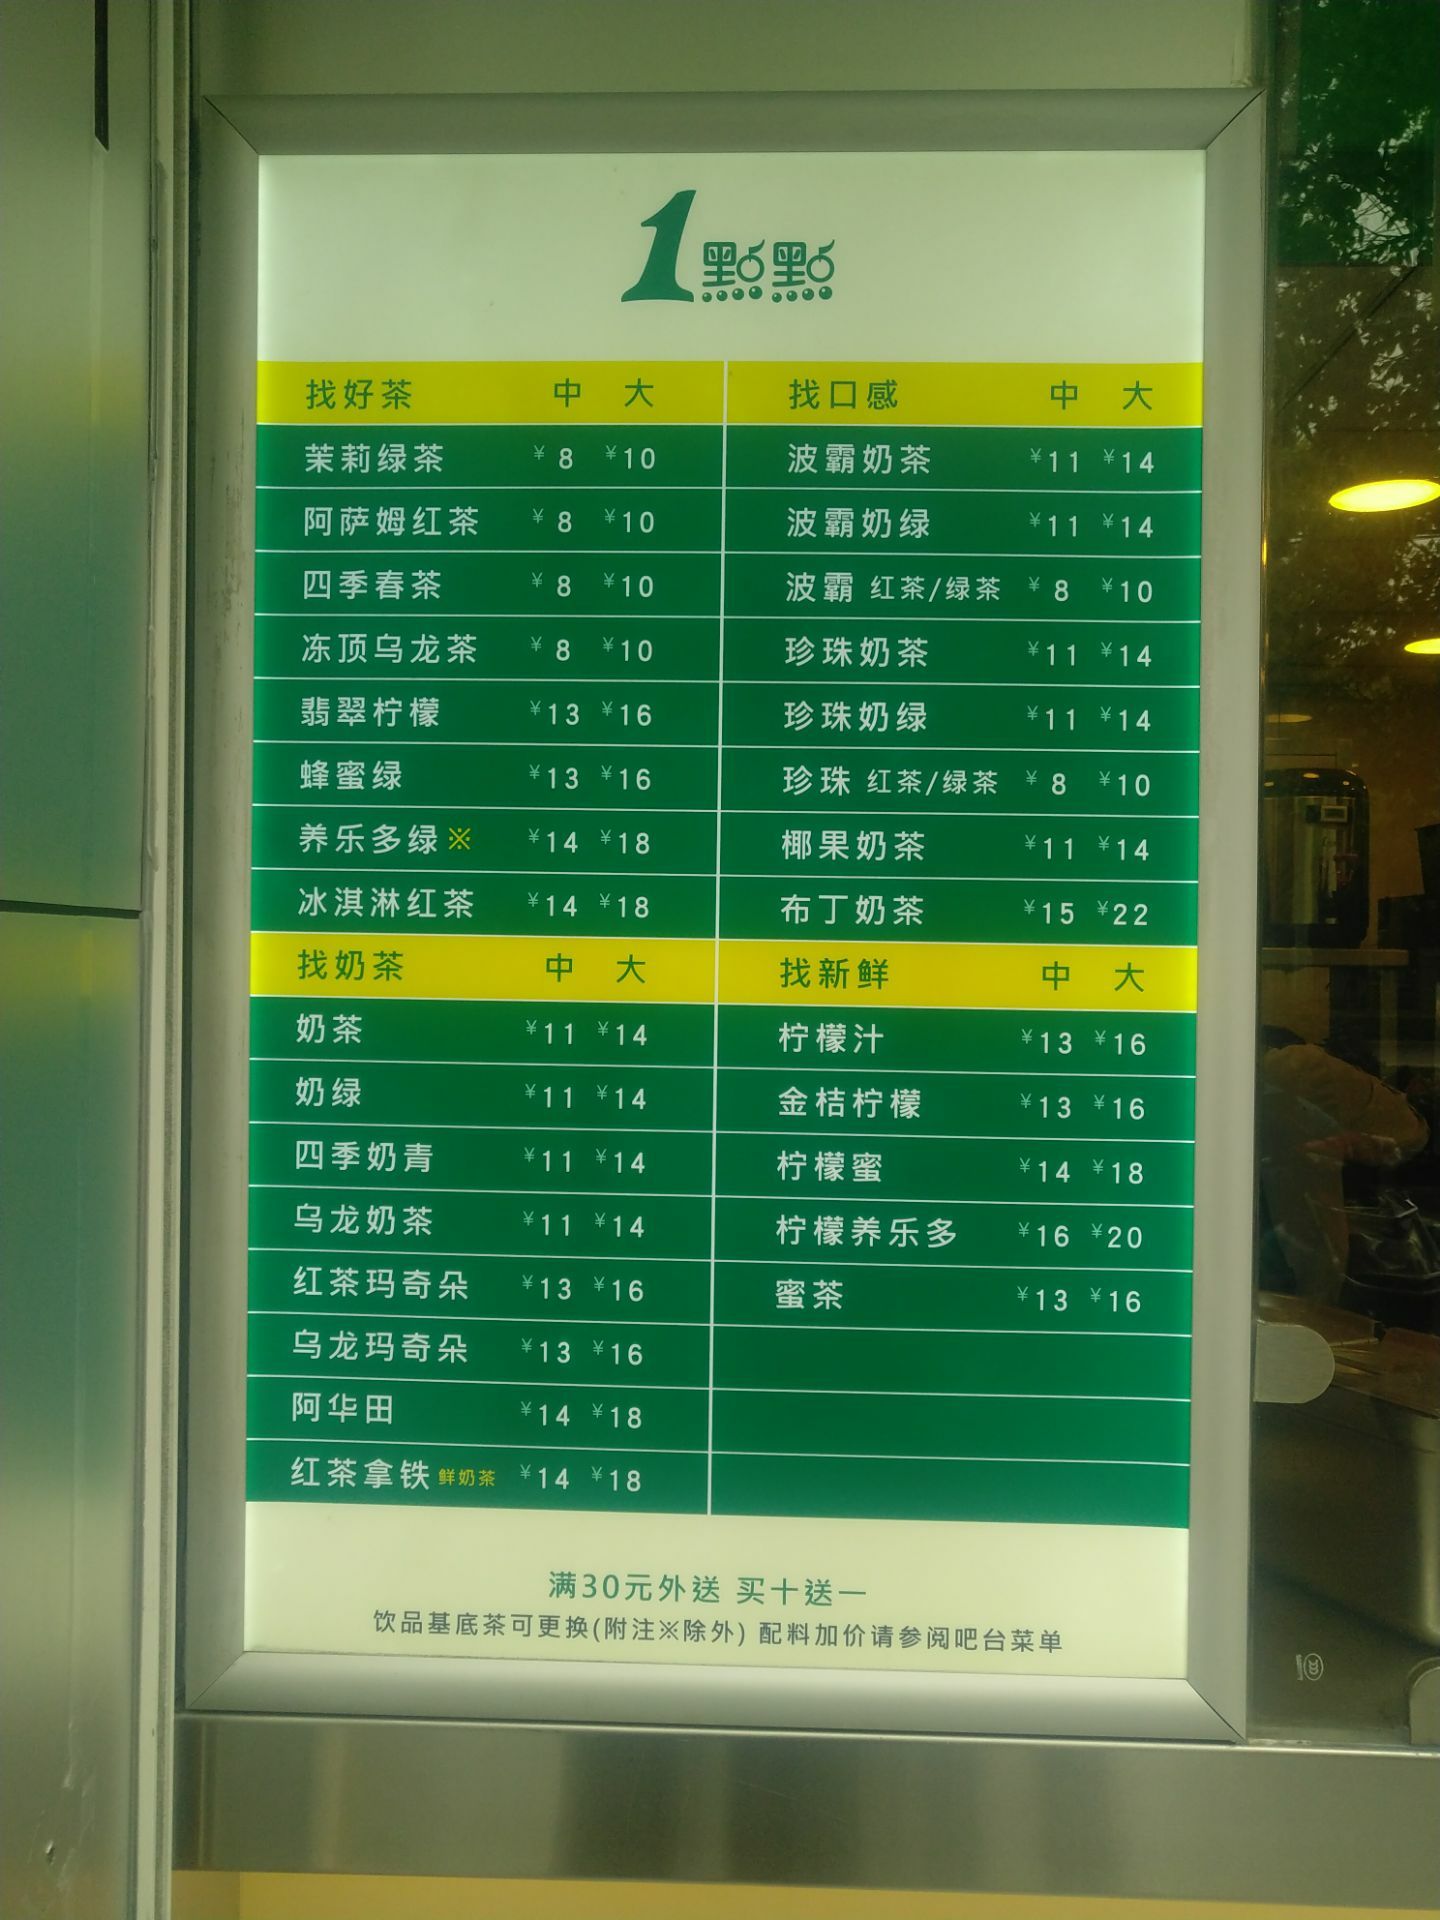 1點點
找好茶 中 大
茉莉绿茶 ¥8 ¥10
阿萨姆红茶 ¥8 ¥10
四季春茶 ¥8 ¥10
冻顶乌龙茶 ¥8 ¥10
翡翠柠檬 ¥13 ¥16
蜂蜜绿 ¥13 ¥16
养乐多绿※ ¥14 ¥18
冰淇淋红茶 ¥14 ¥18
找奶茶 中 大
奶茶 ¥11 ¥14
奶绿 ¥11 ¥14
四季奶青 ¥11 ¥14
乌龙奶茶 ¥11 ¥14
红茶玛奇朵 ¥13 ¥16
乌龙玛奇朵 ¥13 ¥16
阿华田 ¥14 ¥18
红茶拿铁 鲜奶茶 ¥14 ¥18
找口感 中 大
波霸奶茶 ¥11 ¥14
波霸奶绿 ¥11 ¥14
波霸 红茶/绿茶 ¥8 ¥10
珍珠奶茶 ¥11 ¥14
珍珠奶绿 ¥11 ¥14
珍珠 红茶/绿茶 ¥8 ¥10
椰果奶茶 ¥11 ¥14
布丁奶茶 ¥15 ¥22
找新鲜 中 大
柠檬汁 ¥13 ¥16
金桔柠檬 ¥13 ¥16
柠檬蜜 ¥14 ¥18
柠檬养乐多 ¥16 ¥20
蜜茶 ¥13 ¥16
满30元外送 买十送一
饮品基底茶可更换(附注※除外) 配料加价请参阅吧台菜单